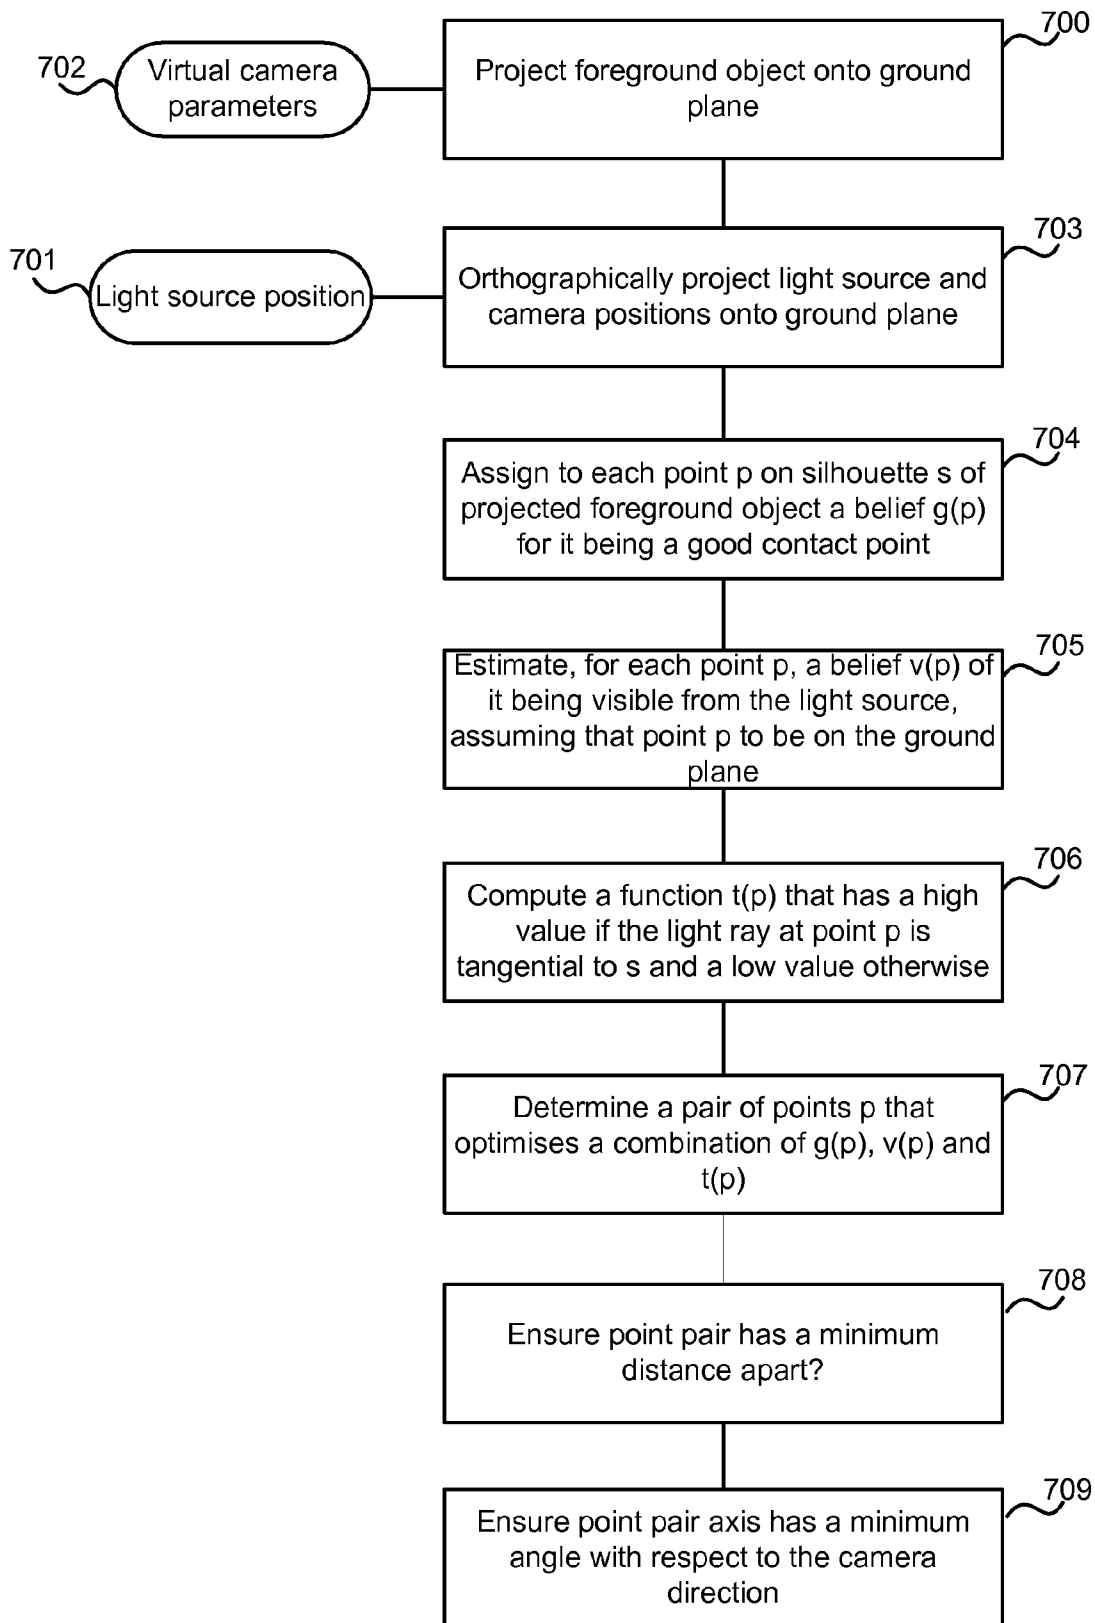 700
702
Virtual camera
parameters
Project foreground object onto ground
plane
703
701
Light source position
Orthographically project light source and
camera positions onto ground plane
704
Assign to each point p on silhouette s of
projected foreground object a belief g(p)
for it being a good contact point
705
Estimate, for each point p, a belief v(p) of
it being visible from the light source,
assuming that point p to be on the ground
plane
706
Compute a function t(p) that has a high
value if the light ray at point p is
tangential to s and a low value otherwise
707
Determine a pair of points p that
optimises a combination of g(p), v(p) and
t(p)
708
Ensure point pair has a minimum
distance apart?
709
Ensure point pair axis has a minimum
angle with respect to the camera
direction